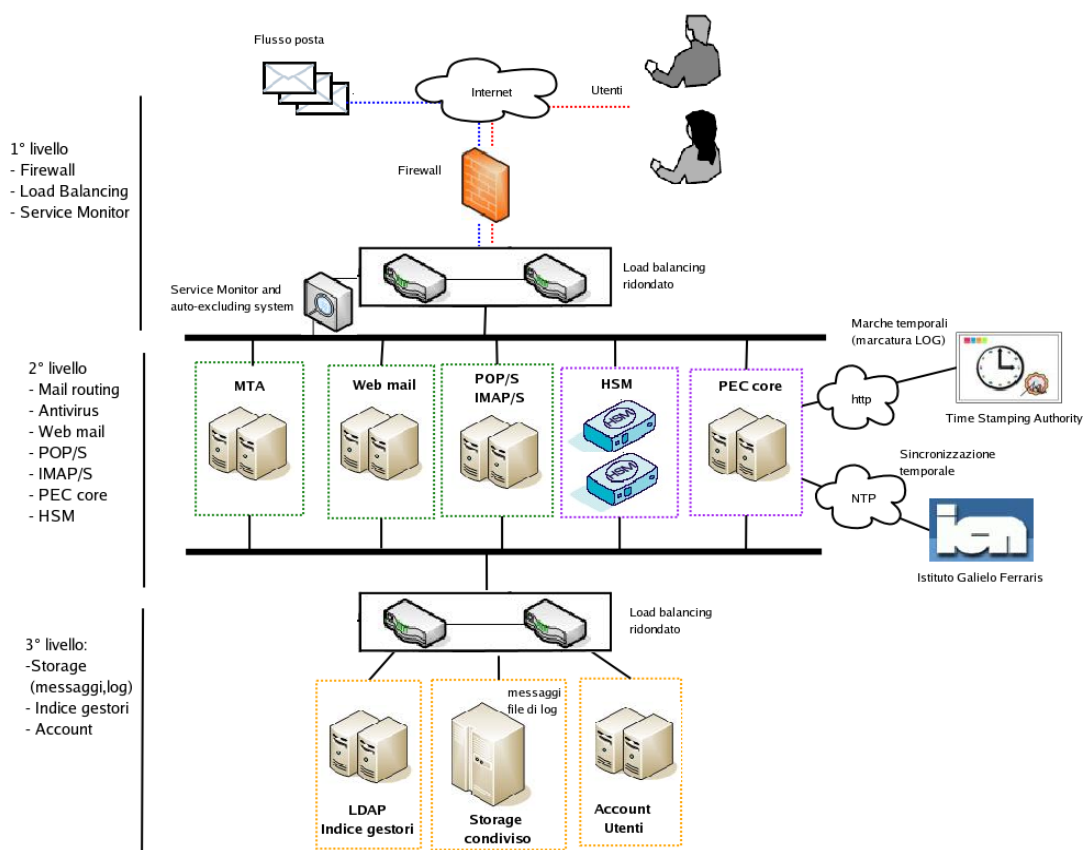 Flusso posta
Internet
Utenti
1° livello
- Firewall
- Load Balancing
- Service Monitor
Firewall
Load balancing
ridondato
Service Monitor and
auto-excluding system
Marche temporali
(marcatura LOG)
2° livello
- Mail routing
- Antivirus
- Web mail
- POP/S
- IMAP/S
- PEC core
- HSM
MTA
Web mail
POP/S
IMAP/S
HSM
HSM
HSM
PEC core
http
Time Stamping Authority
Sincronizzazione
temporale
NTP
ien
Istituto Galielo Ferraris
Load balancing
ridondato
3° livello:
-Storage
(messaggi,log)
- Indice gestori
- Account
messaggi
file di log
LDAP
Indice gestori
Storage
condiviso
Account
Utenti